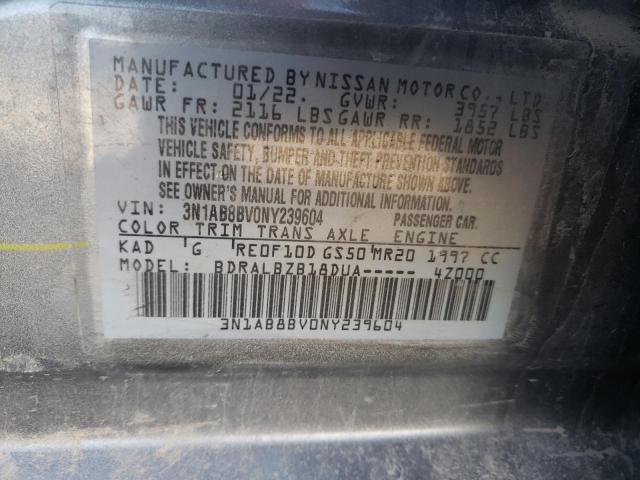 MANUFACTURED BY NISSAN MOTOR CO., LTD
DATE: 01/22. GVWR: 3957 LBS
GAWR FR: 2116 LBS GAWR RR: 1852 LBS
THIS VEHICLE CONFORMS TO ALL APPLICABLE FEDERAL MOTOR
VEHICLE SAFETY, BUMPER AND THEFT PREVENTION STANDARDS
IN EFFECT ON THE DATE OF MANUFACTURE SHOWN ABOVE.
SEE OWNER'S MANUAL FOR ADDITIONAL INFORMATION.
VIN: 3N1AB8BV0NY239604 PASSENGER CAR.
COLOR TRIM TRANS AXLE ENGINE
KAD G RE0F10D GS50 MR20 1997 CC
MODEL: BDRALBZB18DUA----- 4Z000
3N1AB8BV0NY239604